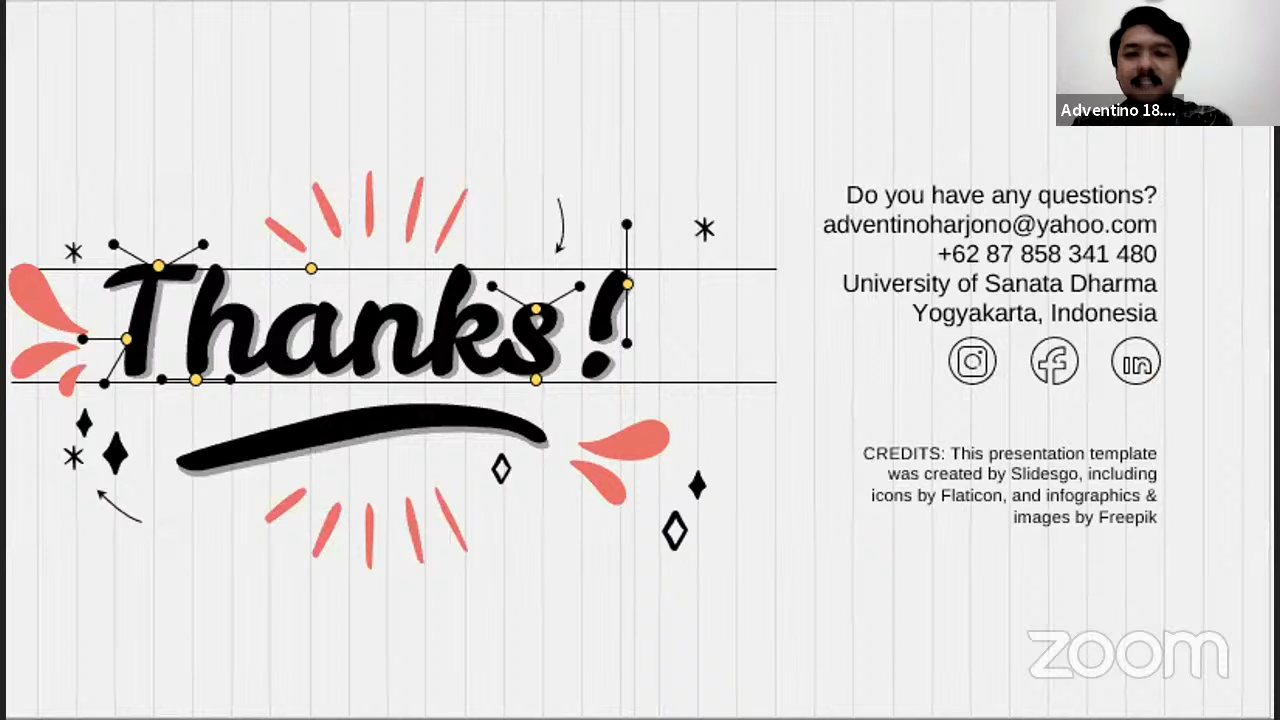 Adventino 18....
Thanks!
Do you have any questions?
adventinoharjono@yahoo.com
+62 87 858 341 480
University of Sanata Dharma
Yogyakarta, Indonesia
in
CREDITS: This presentation template
was created by Slidesgo, including
icons by Flaticon, and infographics &
images by Freepik
zoom